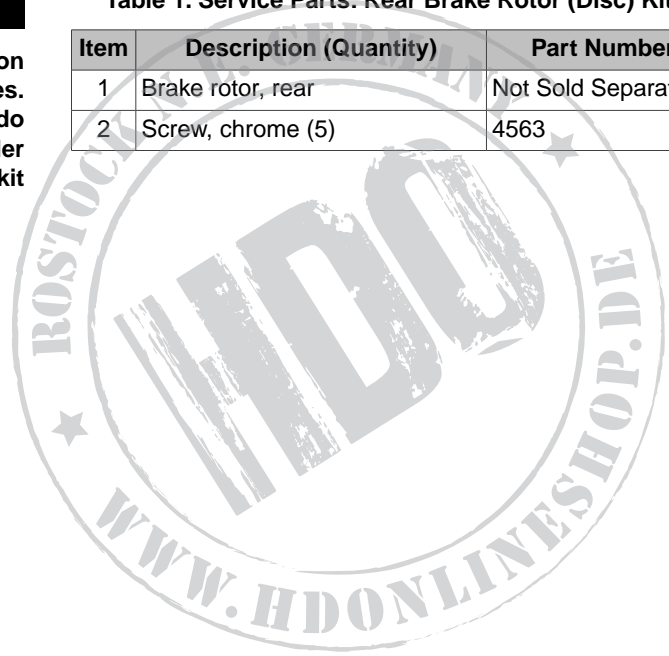 on
es.
do
kit
Table 1. Service Parts: Rear Brake Rotor (Disc) Ki
Item Description (Quantity) Part Number
1 Brake rotor, rear Not Sold Separa
2 Screw, chrome (5) 4563
ROSTOCK N.E. GERMANY
HDO
WWW.HDONLINESHOP.DE